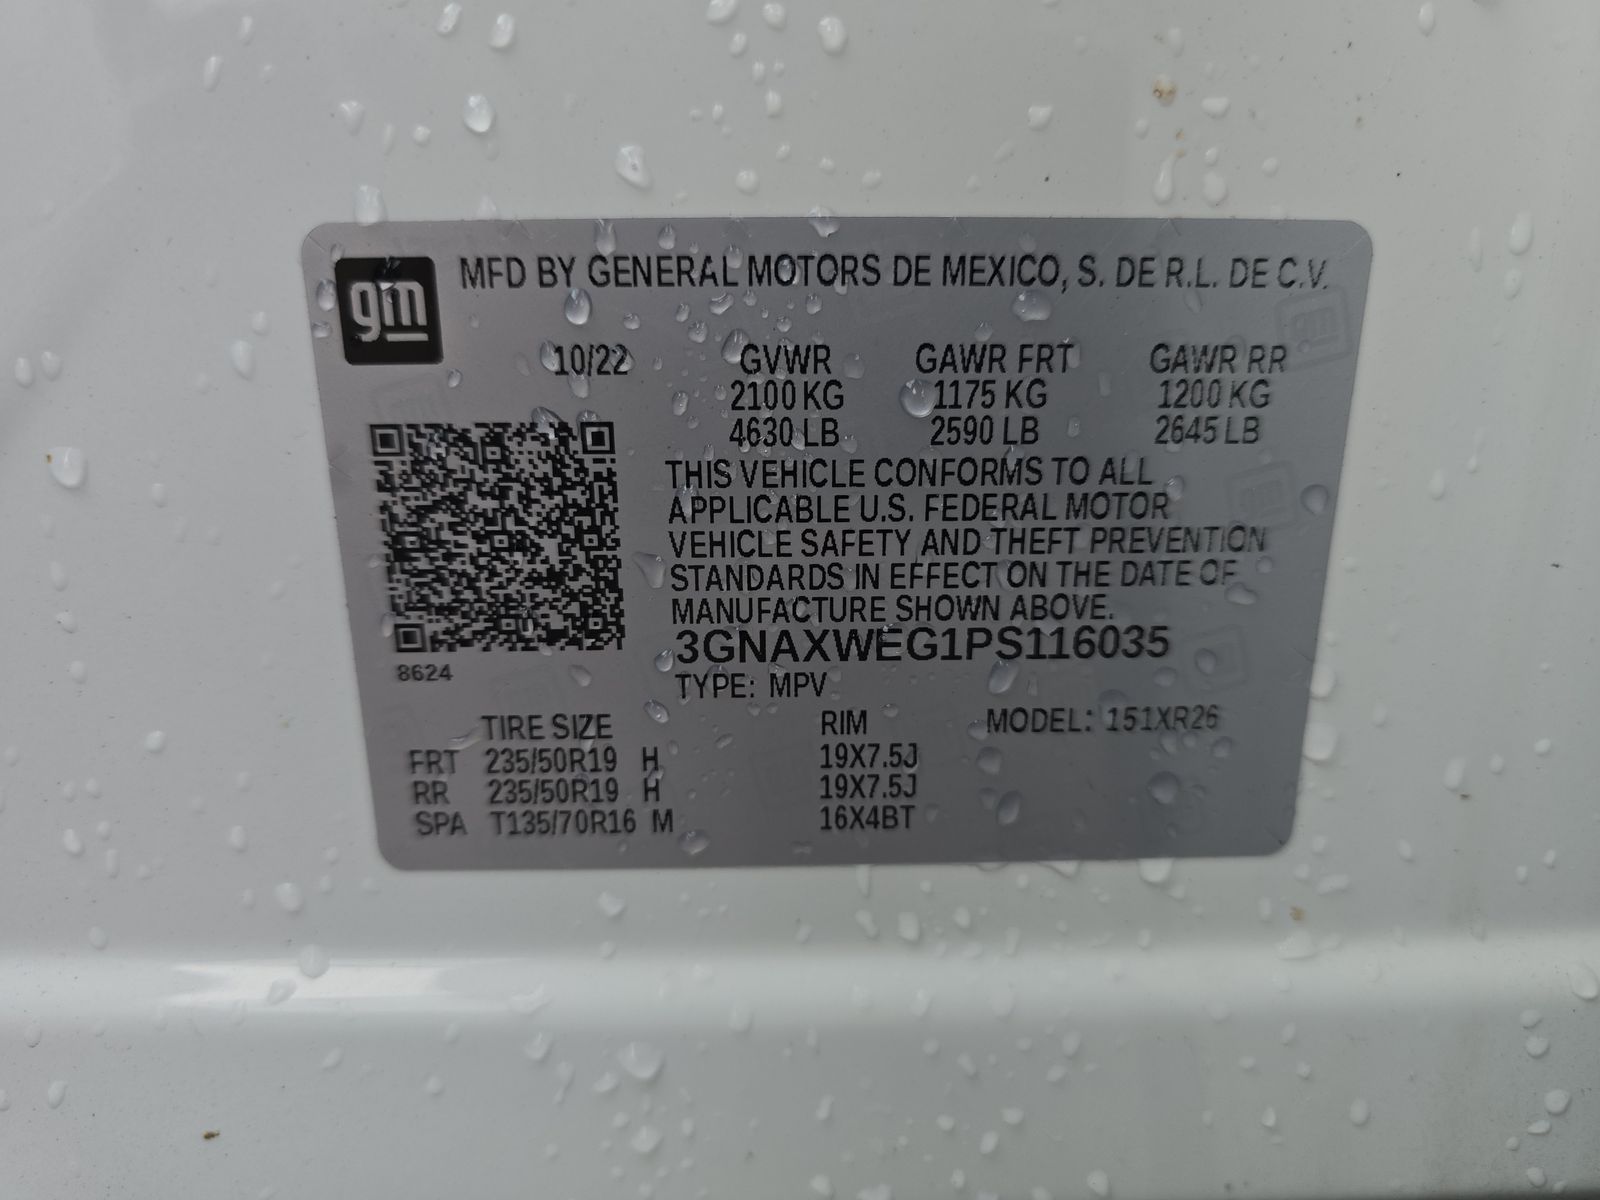 gm
MFD BY GENERAL MOTORS DE MEXICO, S. DE R.L. DE C.V.
10/22 GVWR GAWR FRT GAWR RR
2100 KG 1175 KG 1200 KG
4630 LB 2590 LB 2645 LB
THIS VEHICLE CONFORMS TO ALL
APPLICABLE U.S. FEDERAL MOTOR
VEHICLE SAFETY AND THEFT PREVENTION
STANDARDS IN EFFECT ON THE DATE OF
MANUFACTURE SHOWN ABOVE.
3GNAXWEG1PS116035
8624
TYPE: MPV
TIRE SIZE RIM MODEL: 151XR26
FRT 235/50R19 H 19X7.5J
RR 235/50R19 H 19X7.5J
SPA T135/70R16 M 16X4BT